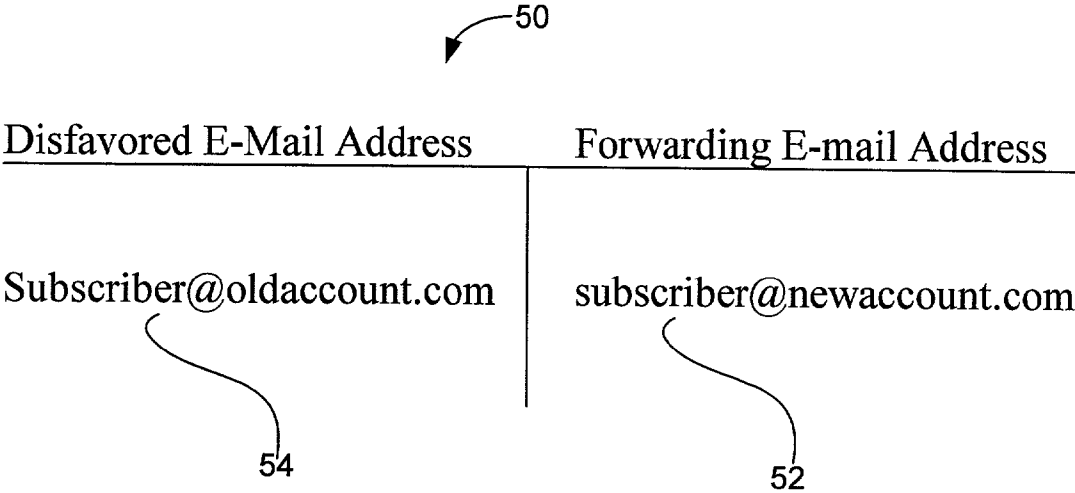 50
Disfavored E-Mail Address
Forwarding E-mail Address
Subscriber@oldaccount.com
subscriber@newaccount.com
54
52